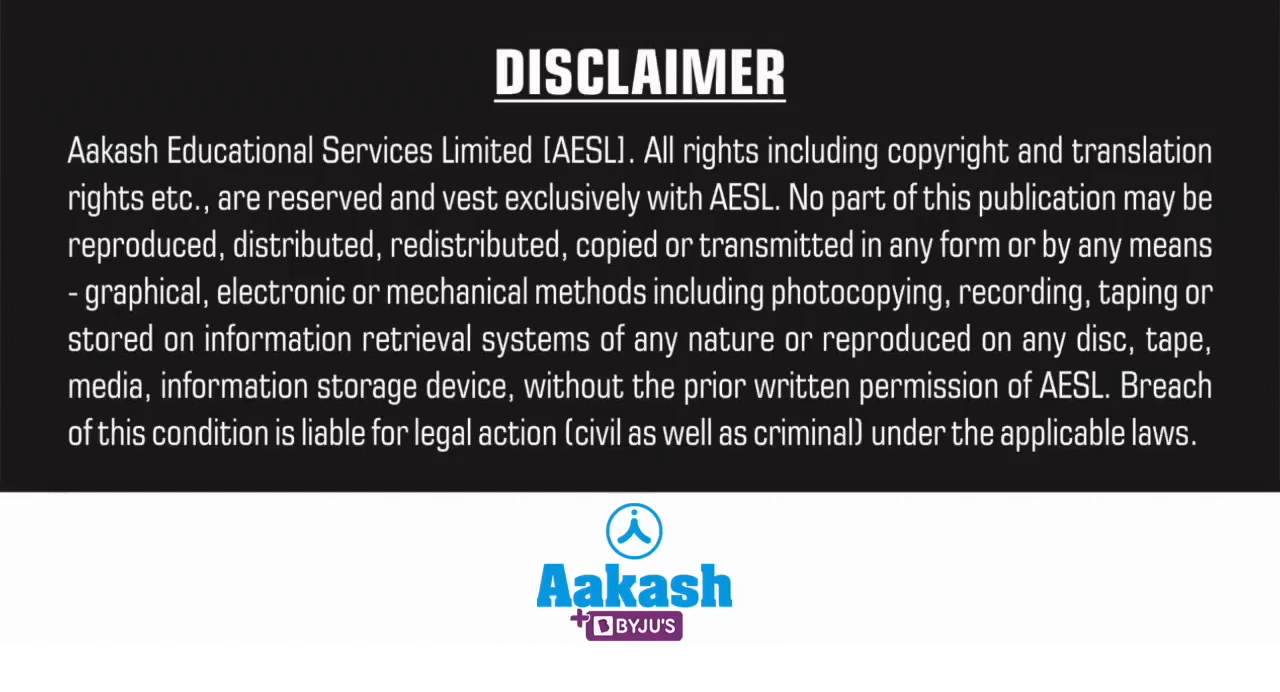 DISCLAIMER
Aakash Educational Services Limited [AESL]. All rights including copyright and translation
rights etc., are reserved and vest exclusively with AESL. No part of this publication may be
reproduced, distributed, redistributed, copied or transmitted in any form or by any means
- graphical, electronic or mechanical methods including photocopying, recording, taping or
stored on information retrieval systems of any nature or reproduced on any disc, tape,
media, information storage device, without the prior written permission of AESL. Breach
of this condition is liable for legal action (civil as well as criminal) under the applicable laws.
Aakash
+ BYJU'S